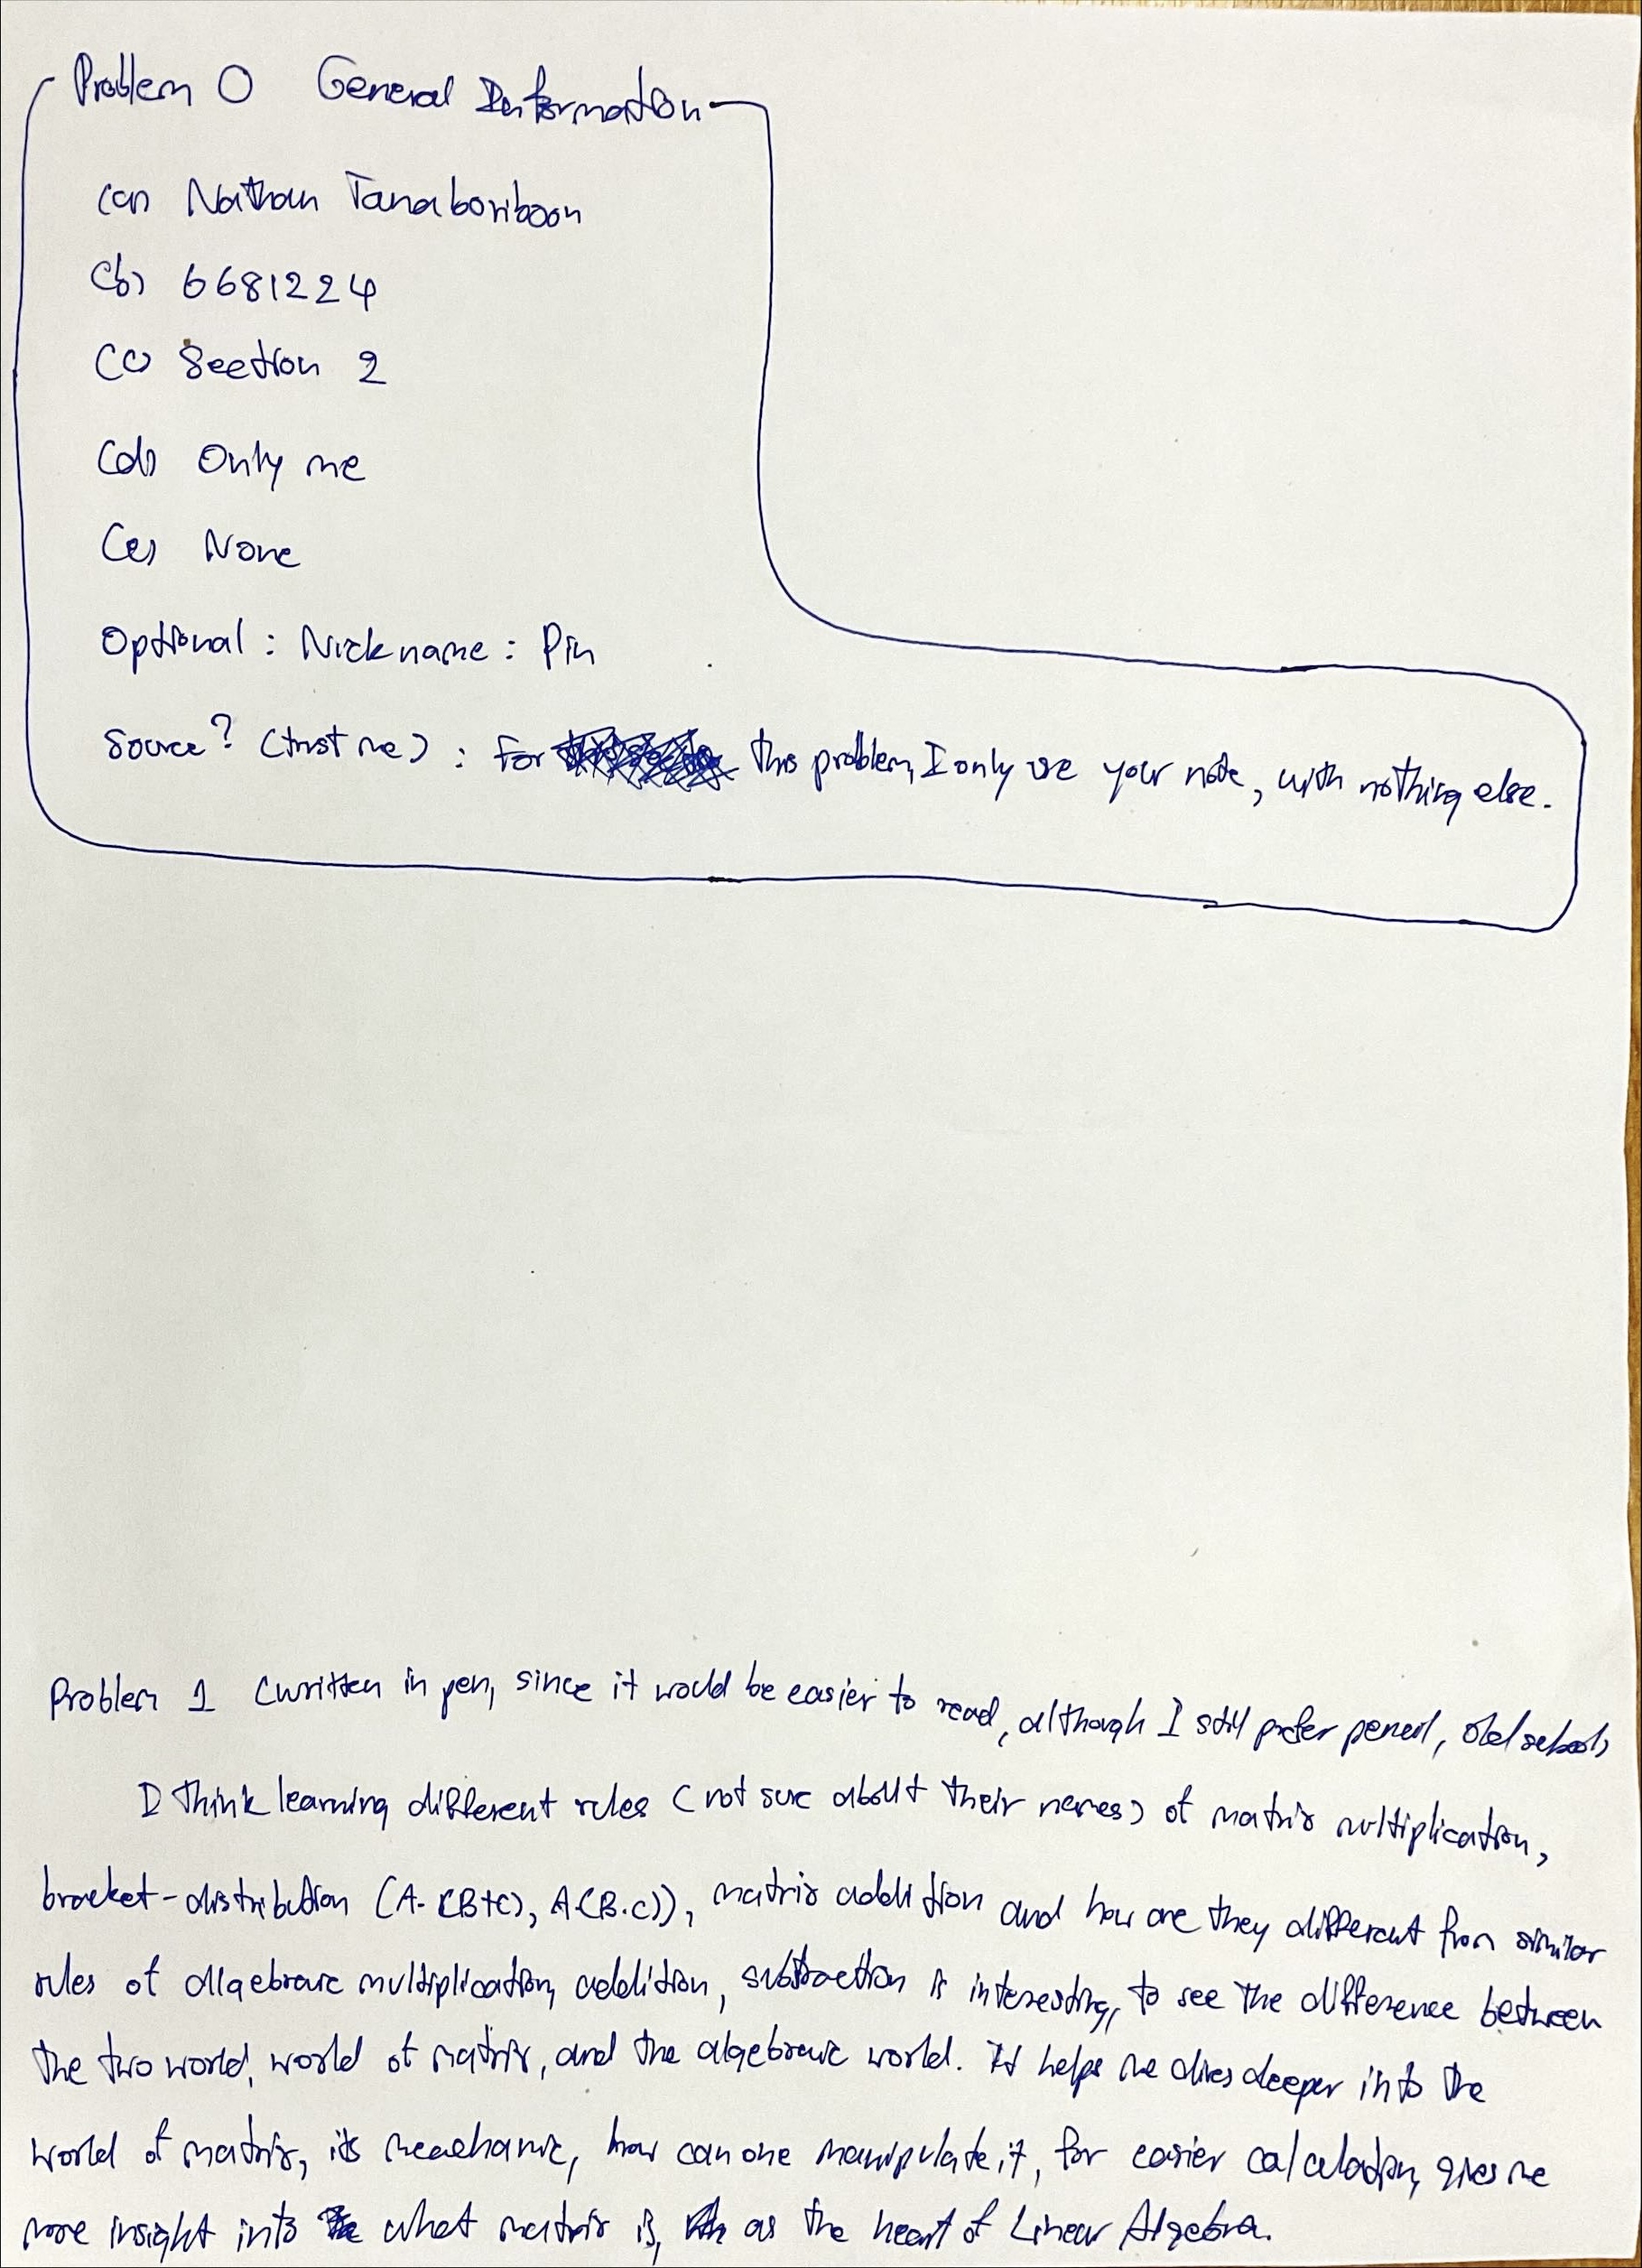 Problem 0 General Information
(a) Nathan Tanaboriboon
(b) 6681224
(c) Section 2
(d) Only me
(e) None
Optional : Nickname : Pin
Source? (trust me) : For this problem, I only use your note, with nothing else.
Problem 1 (written in pen, since it would be easier to read, although I still prefer pencil, old school)
I think learning different rules (not sure about their names) of matrix multiplication,
bracket-distribution (A·(B+C), A(B·C)), matrix addition and how are they different from similar
rules of algebraic multiplication, addition, subtraction is interesting, to see the difference between
the two world, world of matrix, and the algebraic world. It helps me dives deeper into the
world of matrix, its meachanic, how can one manipulate it, for easier calculation, gives me
more insight into what matrix is, as the heart of Linear Algebra.